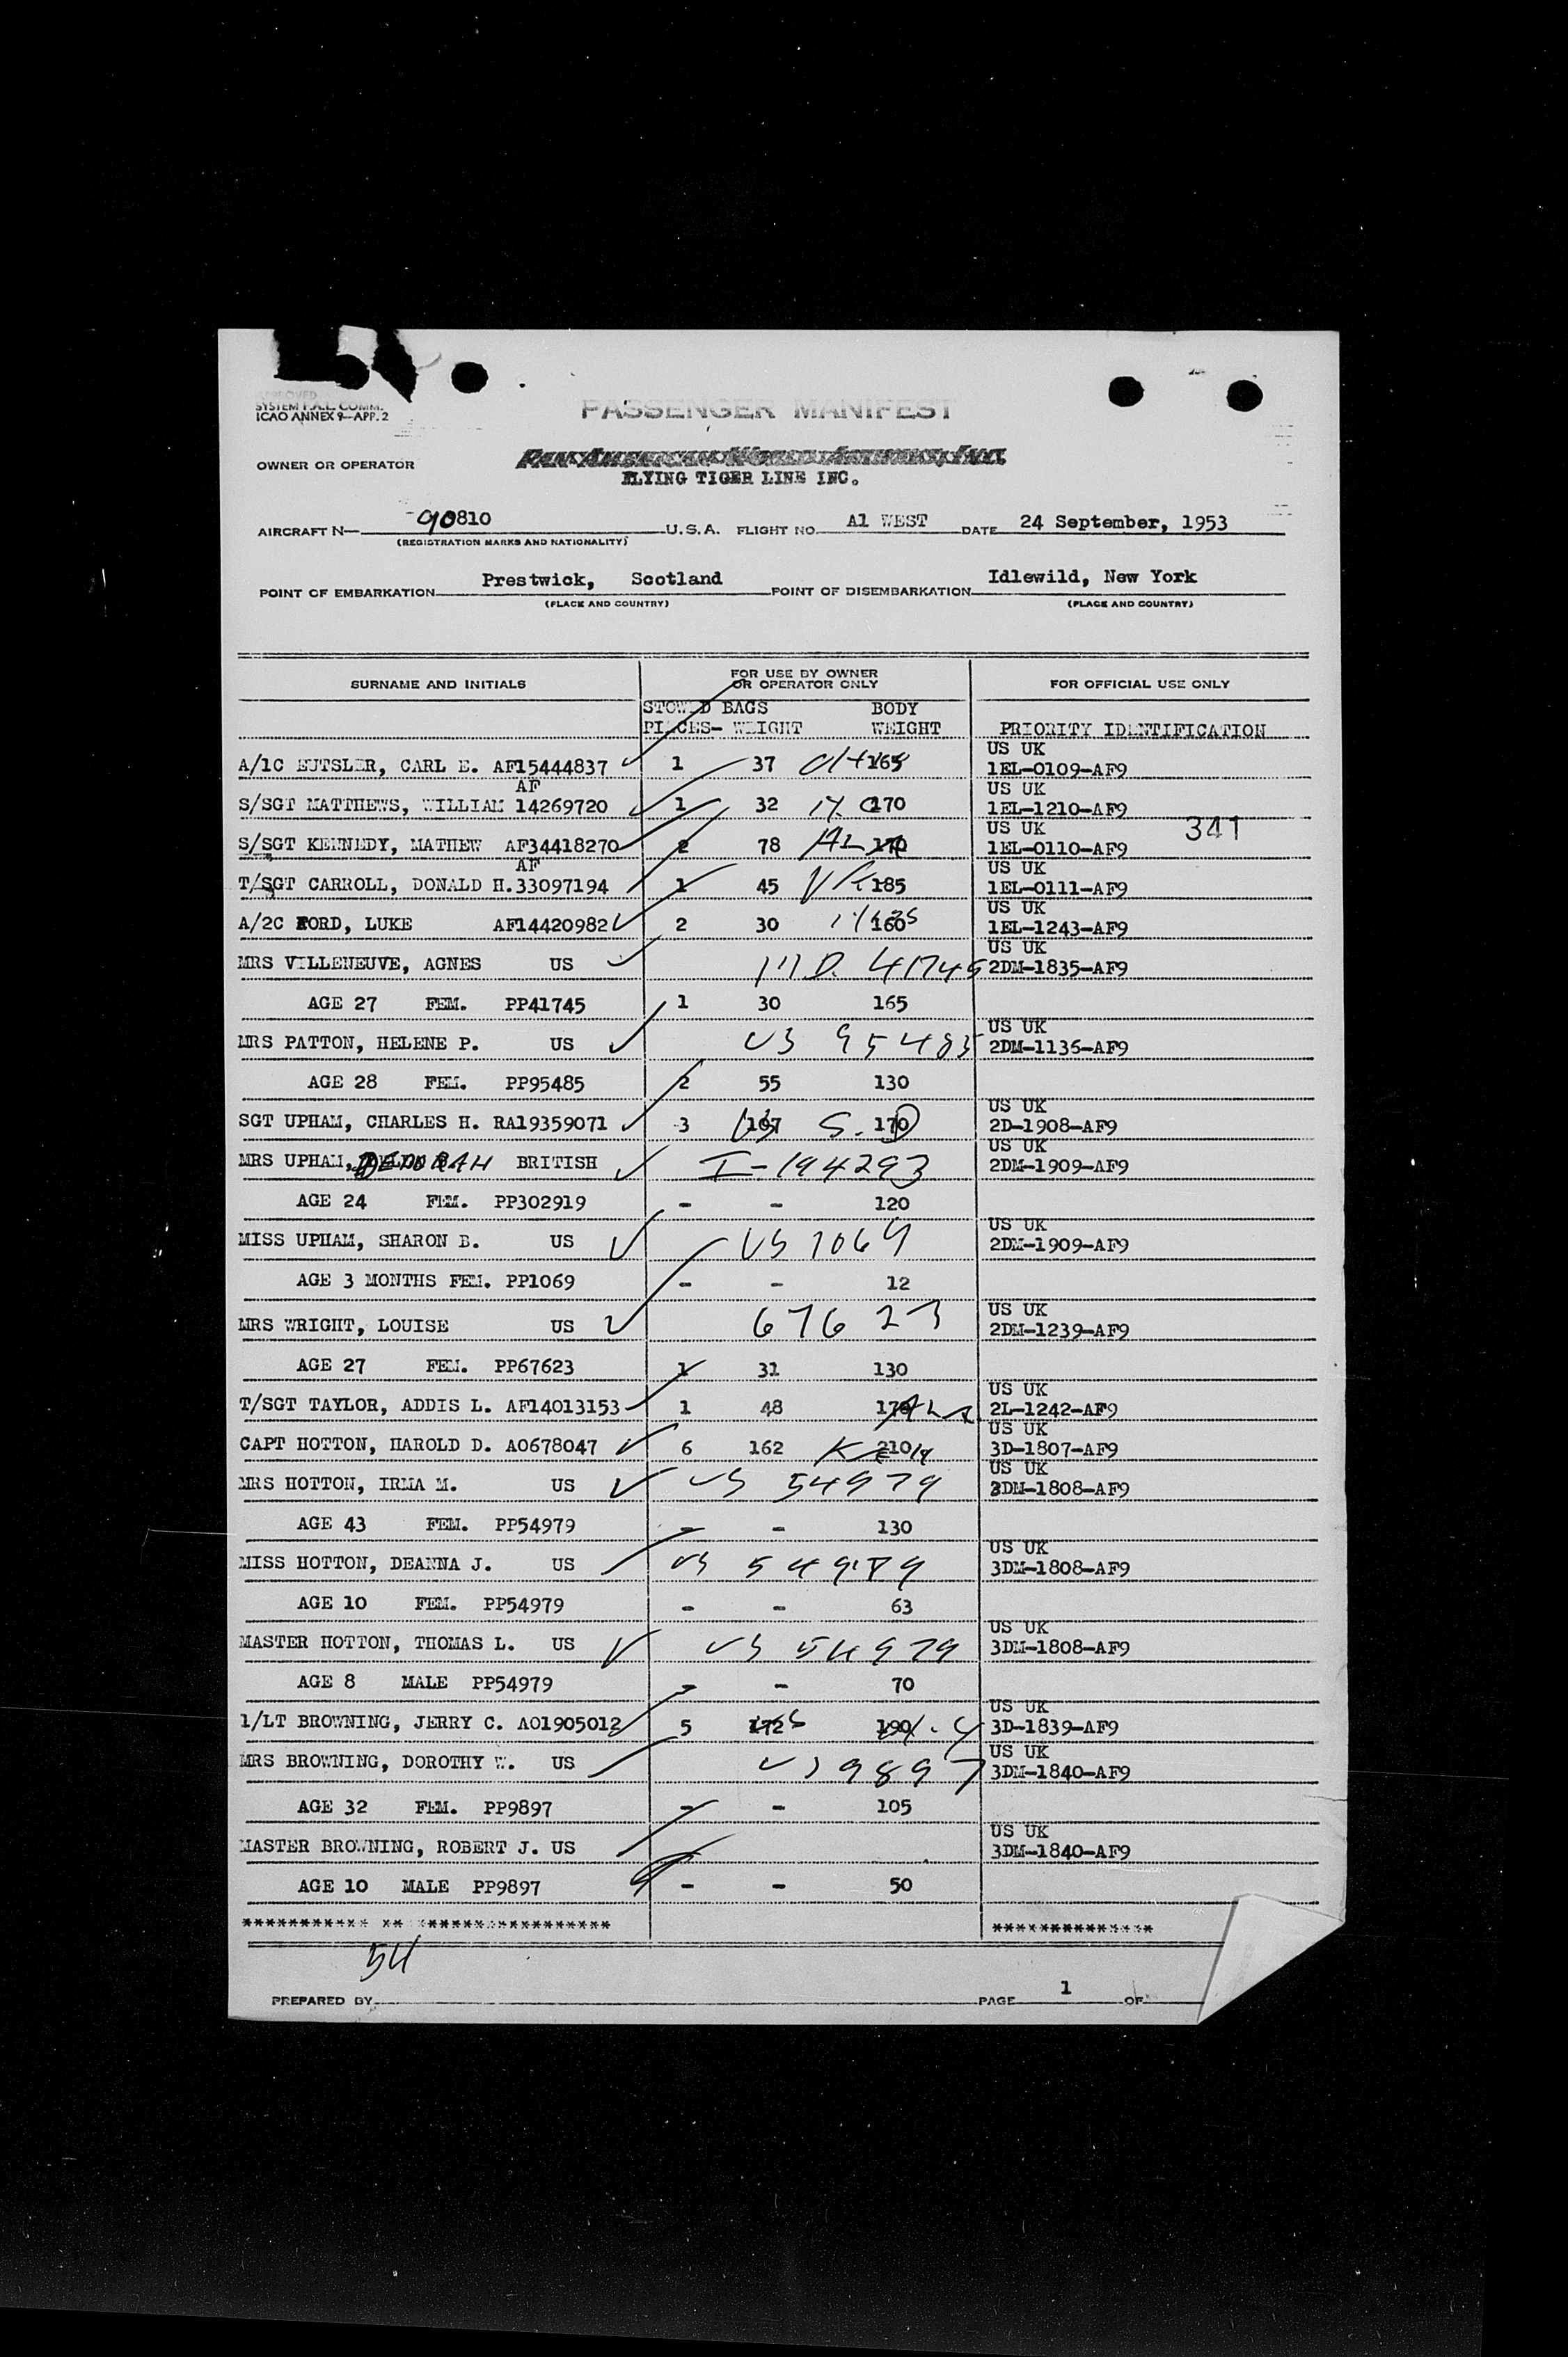 APPROVED
SYSTEM F.A.L. COMM.
ICAO ANNEX 9—APP. 2
PASSENGER MANIFEST
OWNER OR OPERATOR
FLYING TIGER LINE INC.
AIRCRAFT N— 90810 U.S.A. FLIGHT NO. A1 WEST DATE 24 September, 1953
(REGISTRATION MARKS AND NATIONALITY)
POINT OF EMBARKATION Prestwick, Scotland POINT OF DISEMBARKATION Idlewild, New York
(PLACE AND COUNTRY) (PLACE AND COUNTRY)
SURNAME AND INITIALS FOR USE BY OWNER OR OPERATOR ONLY FOR OFFICIAL USE ONLY
STOWED BAGS BODY
PIECES- WEIGHT WEIGHT PRIORITY IDENTIFICATION
US UK
A/1C EUTSLER, CARL E. AF15444837 1 37 165 1EL-0109-AF9
AF US UK
S/SGT MATTHEWS, WILLIAM 14269720 1 32 170 1EL-1210-AF9
US UK 341
S/SGT KENNEDY, MATHEW AF34418270 2 78 170 1EL-0110-AF9
AF US UK
T/SGT CARROLL, DONALD H. 33097194 1 45 185 1EL-0111-AF9
US UK
A/2C FORD, LUKE AF14420982 2 30 160 1EL-1243-AF9
US UK
MRS VILLENEUVE, AGNES US 41745 2DM-1835-AF9
AGE 27 FEM. PP41745 1 30 165
US UK
MRS PATTON, HELENE P. US US 95485 2DM-1136-AF9
AGE 28 FEM. PP95485 2 55 130
US UK
SGT UPHAM, CHARLES H. RA19359071 3 107 170 2D-1908-AF9
US UK
MRS UPHAM, DEBORAH BRITISH I-194293 2DM-1909-AF9
AGE 24 FEM. PP302919 - - 120
US UK
MISS UPHAM, SHARON B. US US 1069 2DM-1909-AF9
AGE 3 MONTHS FEM. PP1069 - - 12
US UK
MRS WRIGHT, LOUISE US 67623 2DM-1239-AF9
AGE 27 FEM. PP67623 1 31 130
US UK
T/SGT TAYLOR, ADDIS L. AF14013153 1 48 170 2L-1242-AF9
US UK
CAPT HOTTON, HAROLD D. AO678047 6 162 210 3D-1807-AF9
US UK
MRS HOTTON, IRMA M. US US 54979 3DM-1808-AF9
AGE 43 FEM. PP54979 - - 130
US UK
MISS HOTTON, DEANNA J. US US 54979 3DM-1808-AF9
AGE 10 FEM. PP54979 - - 63
US UK
MASTER HOTTON, THOMAS L. US US 54979 3DM-1808-AF9
AGE 8 MALE PP54979 - - 70
US UK
1/LT BROWNING, JERRY C. AO1905012 5 172 190 3D-1839-AF9
US UK
MRS BROWNING, DOROTHY W. US US 9897 3DM-1840-AF9
AGE 32 FEM. PP9897 - - 105
US UK
MASTER BROWNING, ROBERT J. US 3DM-1840-AF9
AGE 10 MALE PP9897 - - 50
54
PREPARED BY PAGE 1 OF